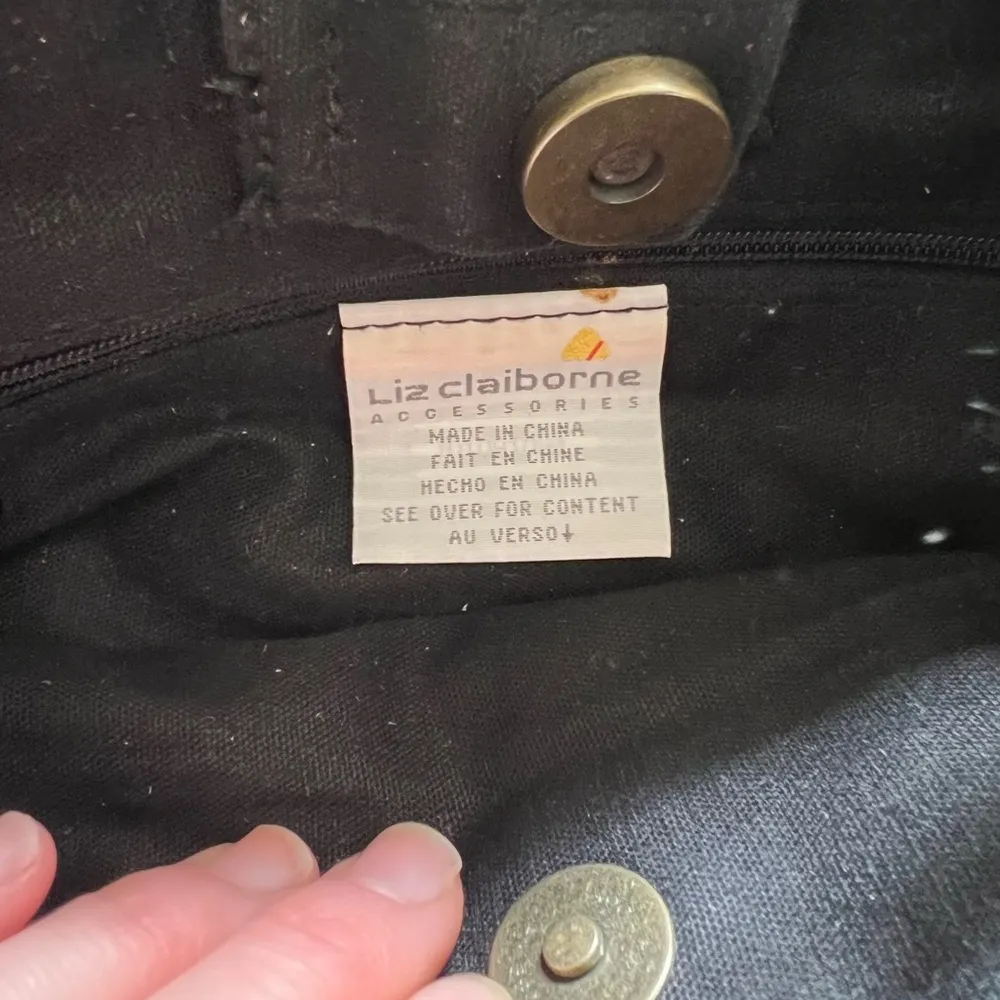 Liz claiborne
ACCESSORIES
MADE IN CHINA
FAIT EN CHINE
HECHO EN CHINA
SEE OVER FOR CONTENT
AU VERSO↓